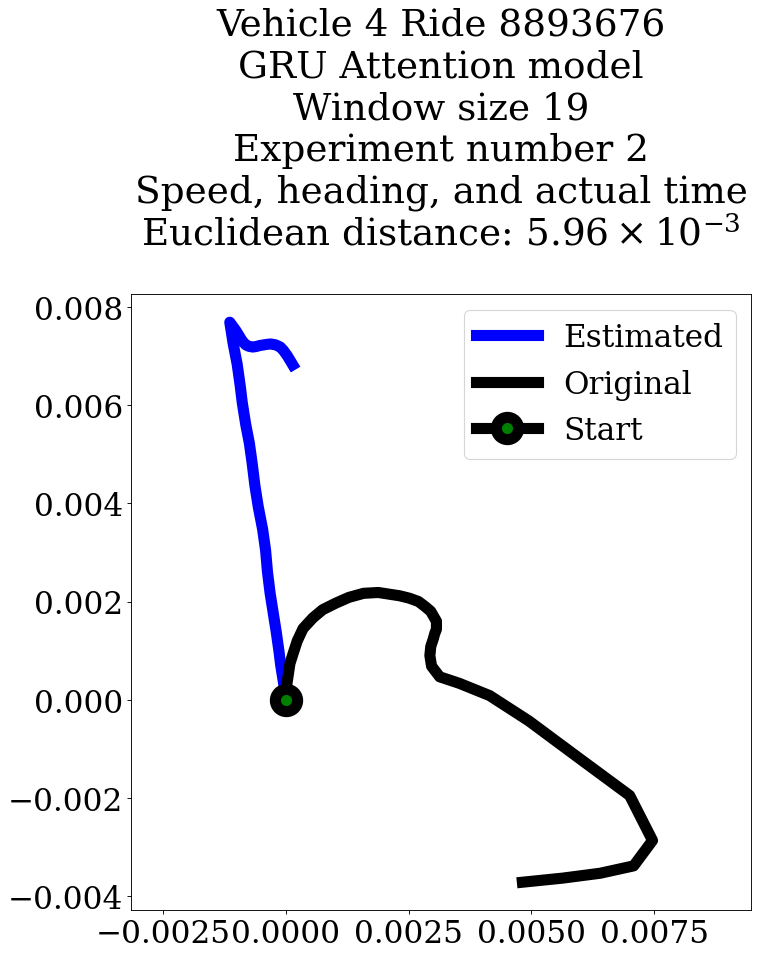 Vehicle 4 Ride 8893676
GRU Attention model
Window size 19
Experiment number 2
Speed, heading, and actual time
Euclidean distance: 5.96 × 10⁻³
0.008
0.006
0.004
0.002
0.000
−0.002
−0.004
Estimated
Original
Start
−0.0025 0.0000 0.0025 0.0050 0.0075